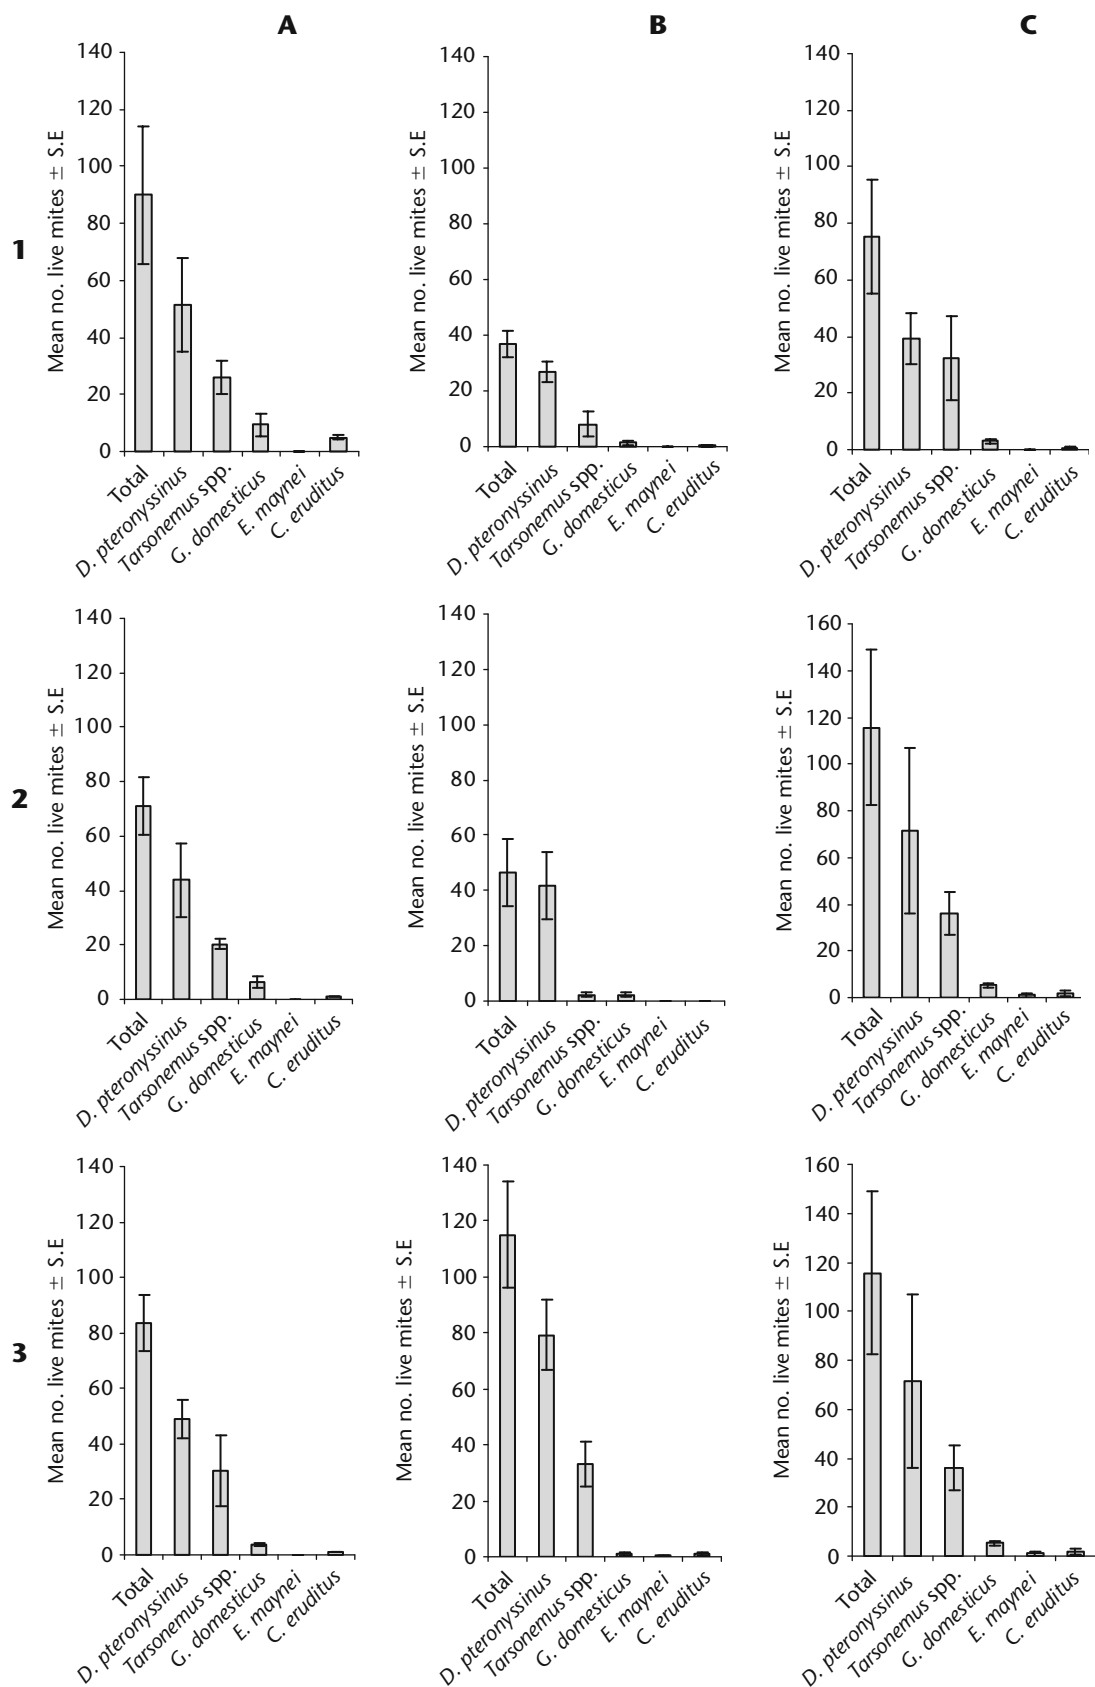 A
B
C
1
Mean no. live mites ± S.E
140
120
100
80
60
40
20
0
Total
D. pteronyssinus
Tarsonemus spp.
G. domesticus
E. maynei
C. eruditus
Mean no. live mites ± S.E
140
120
100
80
60
40
20
0
Total
D. pteronyssinus
Tarsonemus spp.
G. domesticus
E. maynei
C. eruditus
Mean no. live mites ± S.E
140
120
100
80
60
40
20
0
Total
D. pteronyssinus
Tarsonemus spp.
G. domesticus
E. maynei
C. eruditus
2
Mean no. live mites ± S.E
140
120
100
80
60
40
20
0
Total
D. pteronyssinus
Tarsonemus spp.
G. domesticus
E. maynei
C. eruditus
Mean no. live mites ± S.E
140
120
100
80
60
40
20
0
Total
D. pteronyssinus
Tarsonemus spp.
G. domesticus
E. maynei
C. eruditus
Mean no. live mites ± S.E
160
140
120
100
80
60
40
20
0
Total
D. pteronyssinus
Tarsonemus spp.
G. domesticus
E. maynei
C. eruditus
3
Mean no. live mites ± S.E
140
120
100
80
60
40
20
0
Total
D. pteronyssinus
Tarsonemus spp.
G. domesticus
E. maynei
C. eruditus
Mean no. live mites ± S.E
140
120
100
80
60
40
20
0
Total
D. pteronyssinus
Tarsonemus spp.
G. domesticus
E. maynei
C. eruditus
Mean no. live mites ± S.E
160
140
120
100
80
60
40
20
0
Total
D. pteronyssinus
Tarsonemus spp.
G. domesticus
E. maynei
C. eruditus